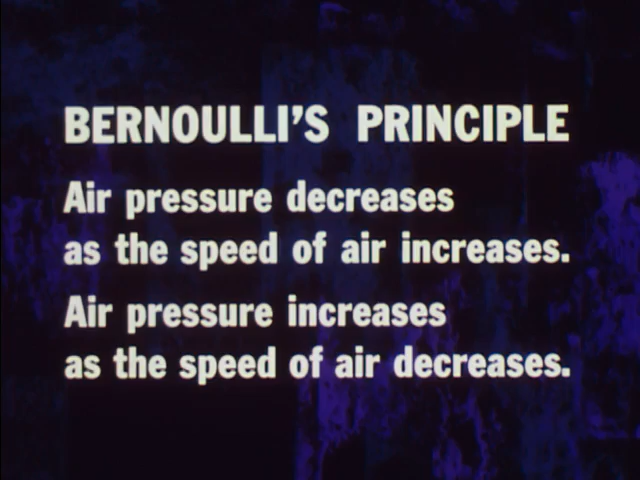 BERNOULLI'S PRINCIPLE
Air pressure decreases
as the speed of air increases.
Air pressure increases
as the speed of air decreases.